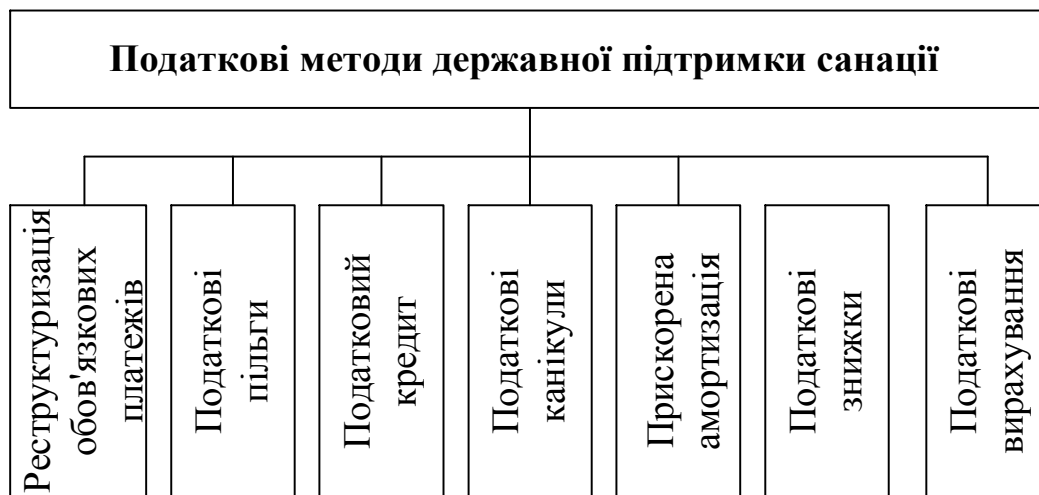 Податкові методи державної підтримки санації
Реструктуризація
обов'язкових
платежів
Податкові
пільги
Податковий
кредит
Податкові
канікули
Прискорена
амортизація
Податкові
знижки
Податкові
вирахування